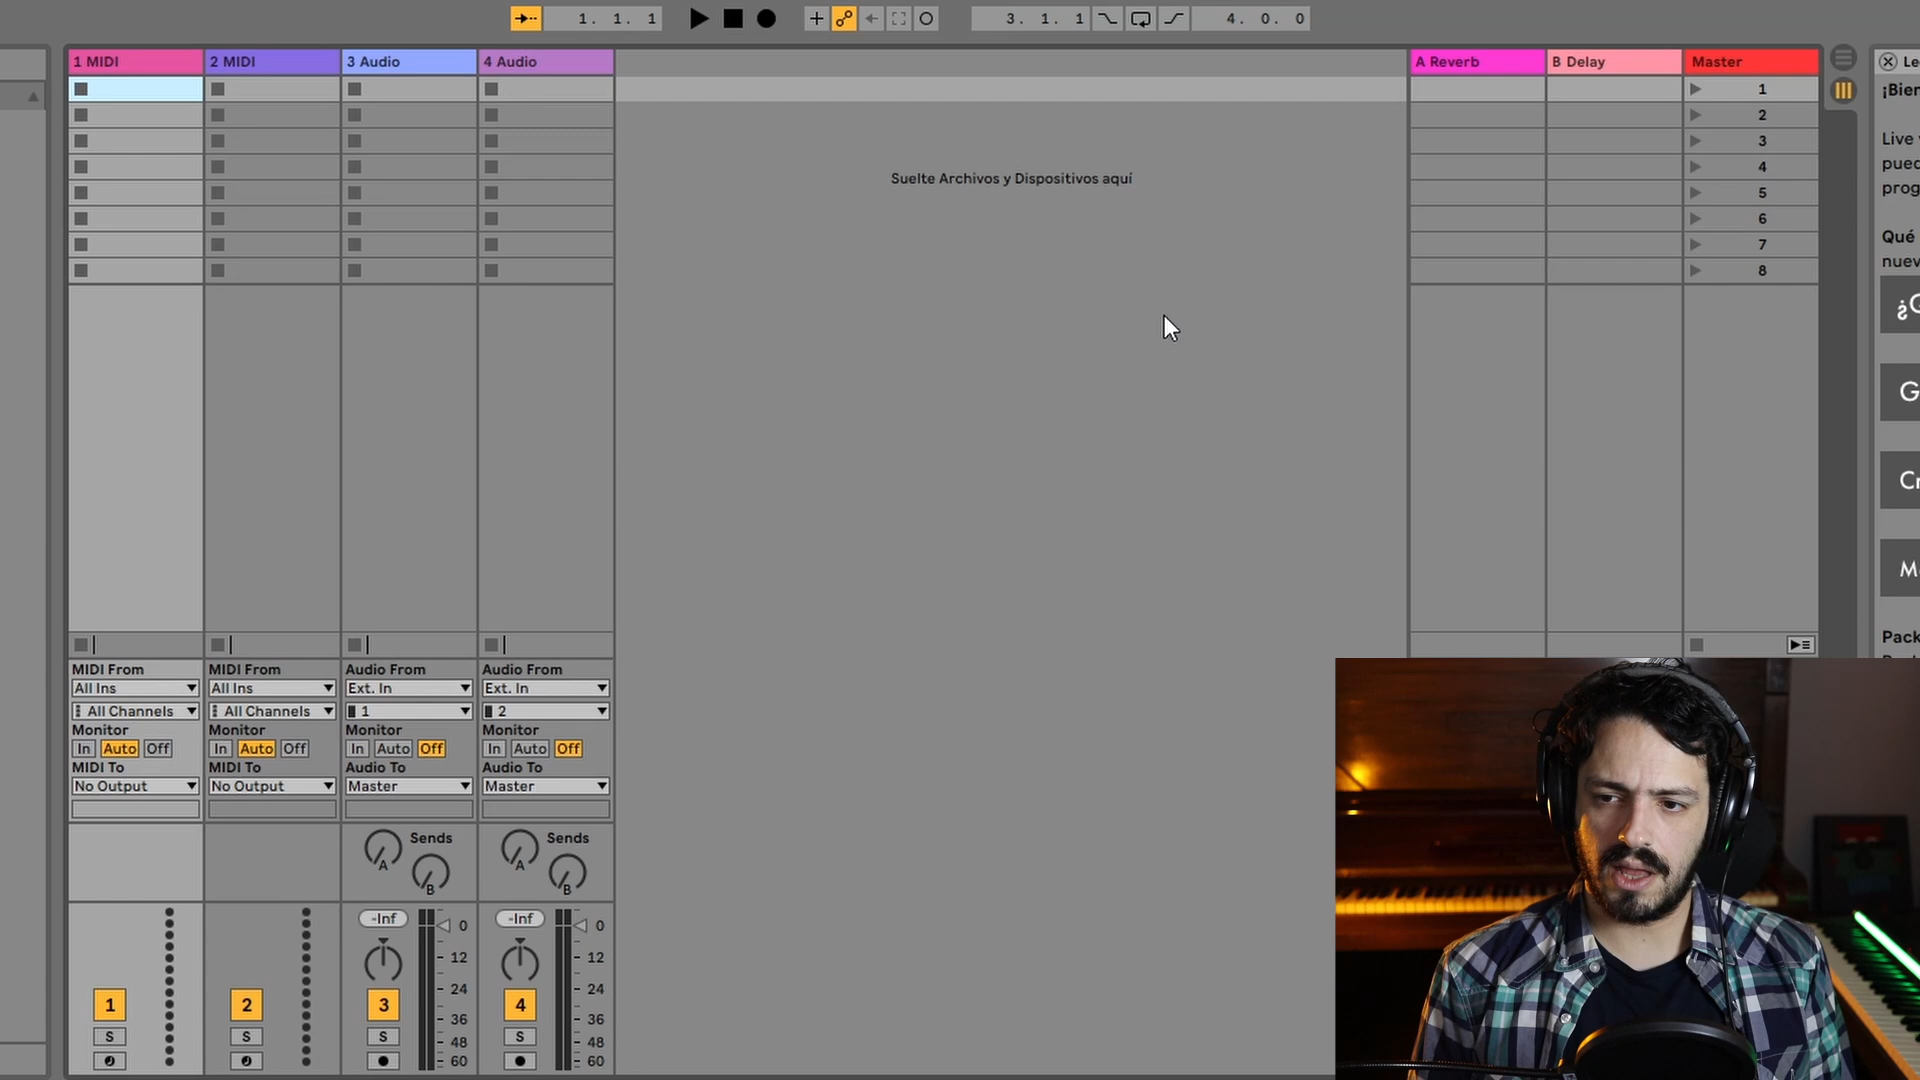 1. 1. 1
3. 1. 1
4. 0. 0
1 MIDI
2 MIDI
3 Audio
4 Audio
A Reverb
B Delay
Master
Le
1
2
3
4
5
6
7
8
Suelte Archivos y Dispositivos aquí
¡Bien
Live
pued
prog
Qué
nuev
¿
G
Cr
Pack
MIDI From
MIDI From
Audio From
Audio From
All Ins
All Ins
Ext. In
Ext. In
All Channels
All Channels
1
2
Monitor
Monitor
Monitor
Monitor
In Auto Off
In Auto Off
In Auto Off
In Auto Off
MIDI To
MIDI To
Audio To
Audio To
No Output
No Output
Master
Master
Sends
A
B
Sends
A
B
-Inf
0
12
24
36
48
60
-Inf
0
12
24
36
48
60
1
2
3
4
S
S
S
S